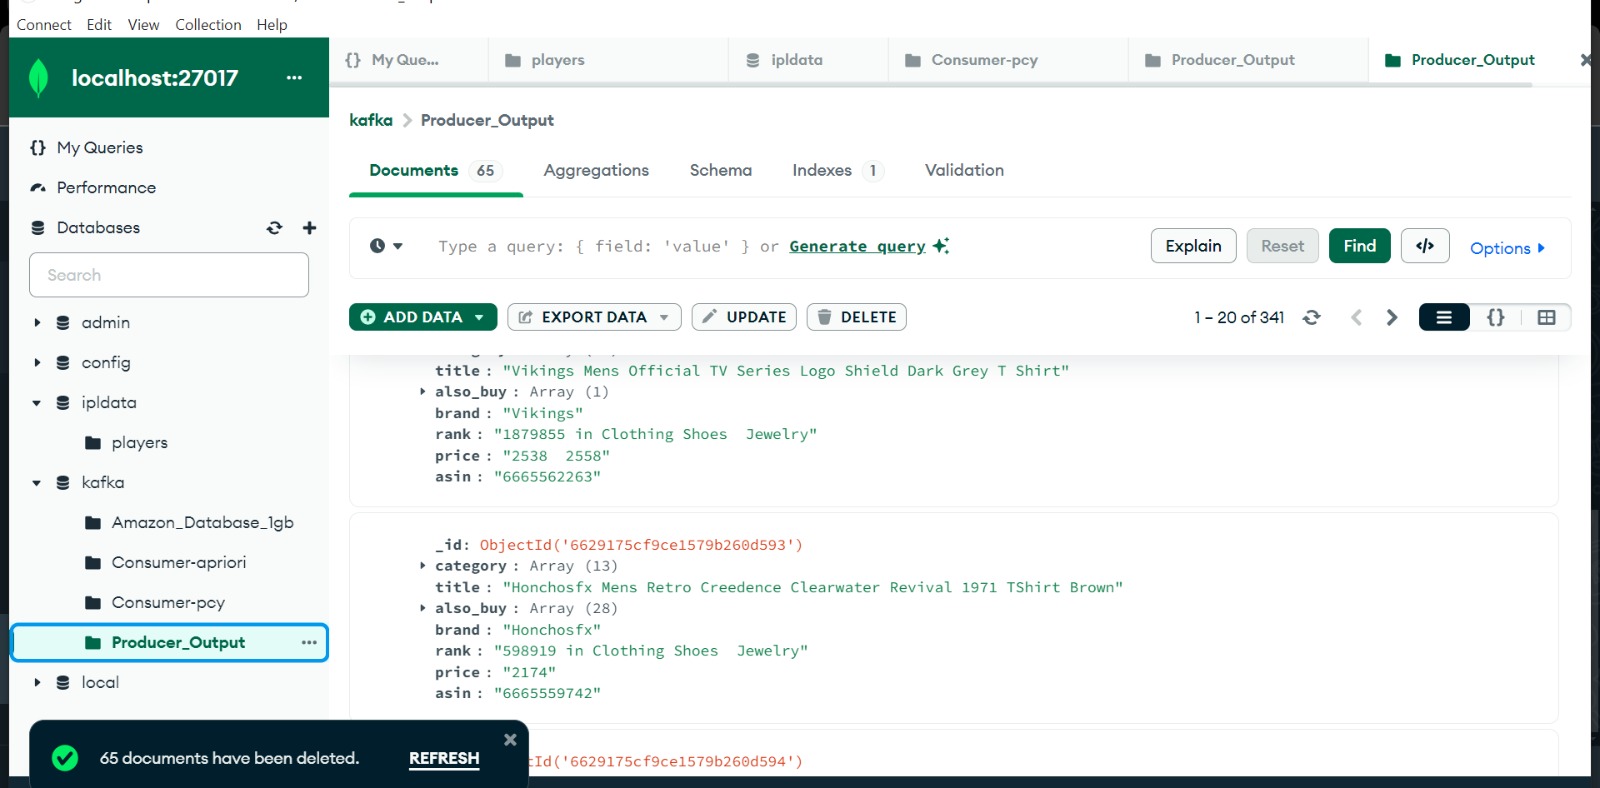 Connect Edit View Collection Help
localhost:27017 ...
My Que... players ipldata Consumer-pcy Producer_Output Producer_Output
kafka > Producer_Output
{} My Queries
Performance
Databases
Search
admin
config
ipldata
players
kafka
Amazon_Database_1gb
Consumer-apriori
Consumer-pcy
Producer_Output ...
local
Documents 65 Aggregations Schema Indexes 1 Validation
Type a query: { field: 'value' } or Generate query
Explain Reset Find </> Options
ADD DATA EXPORT DATA UPDATE DELETE
1 – 20 of 341 {}
title : "Vikings Mens Official TV Series Logo Shield Dark Grey T Shirt"
also_buy : Array (1)
brand : "Vikings"
rank : "1879855 in Clothing Shoes  Jewelry"
price : "2538  2558"
asin : "6665562263"
_id: ObjectId('6629175cf9ce1579b260d593')
category : Array (13)
title : "Honchosfx Mens Retro Creedence Clearwater Revival 1971 TShirt Brown"
also_buy : Array (28)
brand : "Honchosfx"
rank : "598919 in Clothing Shoes  Jewelry"
price : "2174"
asin : "6665559742"
tId('6629175cf9ce1579b260d594')
65 documents have been deleted. REFRESH